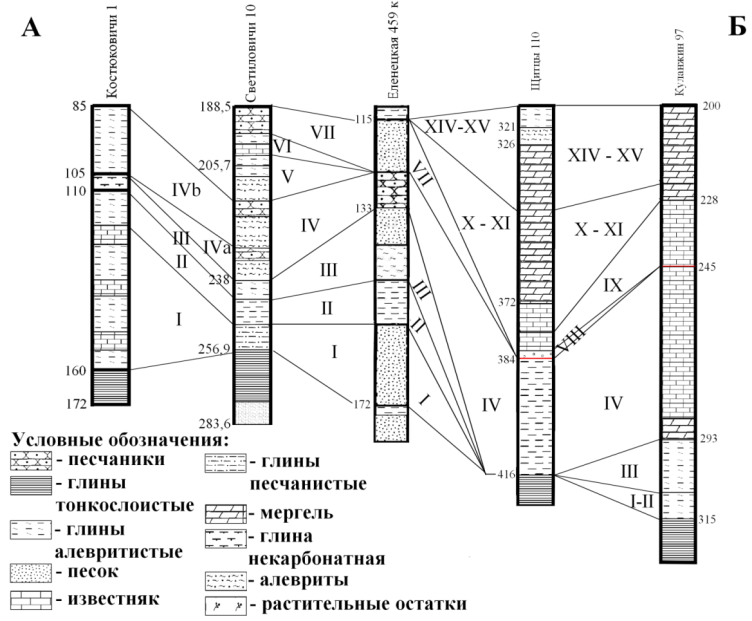 А
Б
Костюковичи 1
Светиловичи 10
Еленецкая 459 к
Щитцы 110
Куланжин 97
85
105
110
160
172
188,5
205,7
238
256,9
283,6
115
133
172
321
326
372
384
416
200
228
245
293
315
IVb
III
II
I
VII
VI
V
IV
IVa
III
II
I
VII
III
II
I
XIV-XV
X - XI
IV
VIII
XIV - XV
X - XI
IX
IV
III
I-II
Условные обозначения:
- песчаники
- глины
тонкослоистые
- глины
алевритистые
- песок
- известняк
- глины
песчанистые
- мергель
- глина
некарбонатная
- алевриты
- растительные остатки